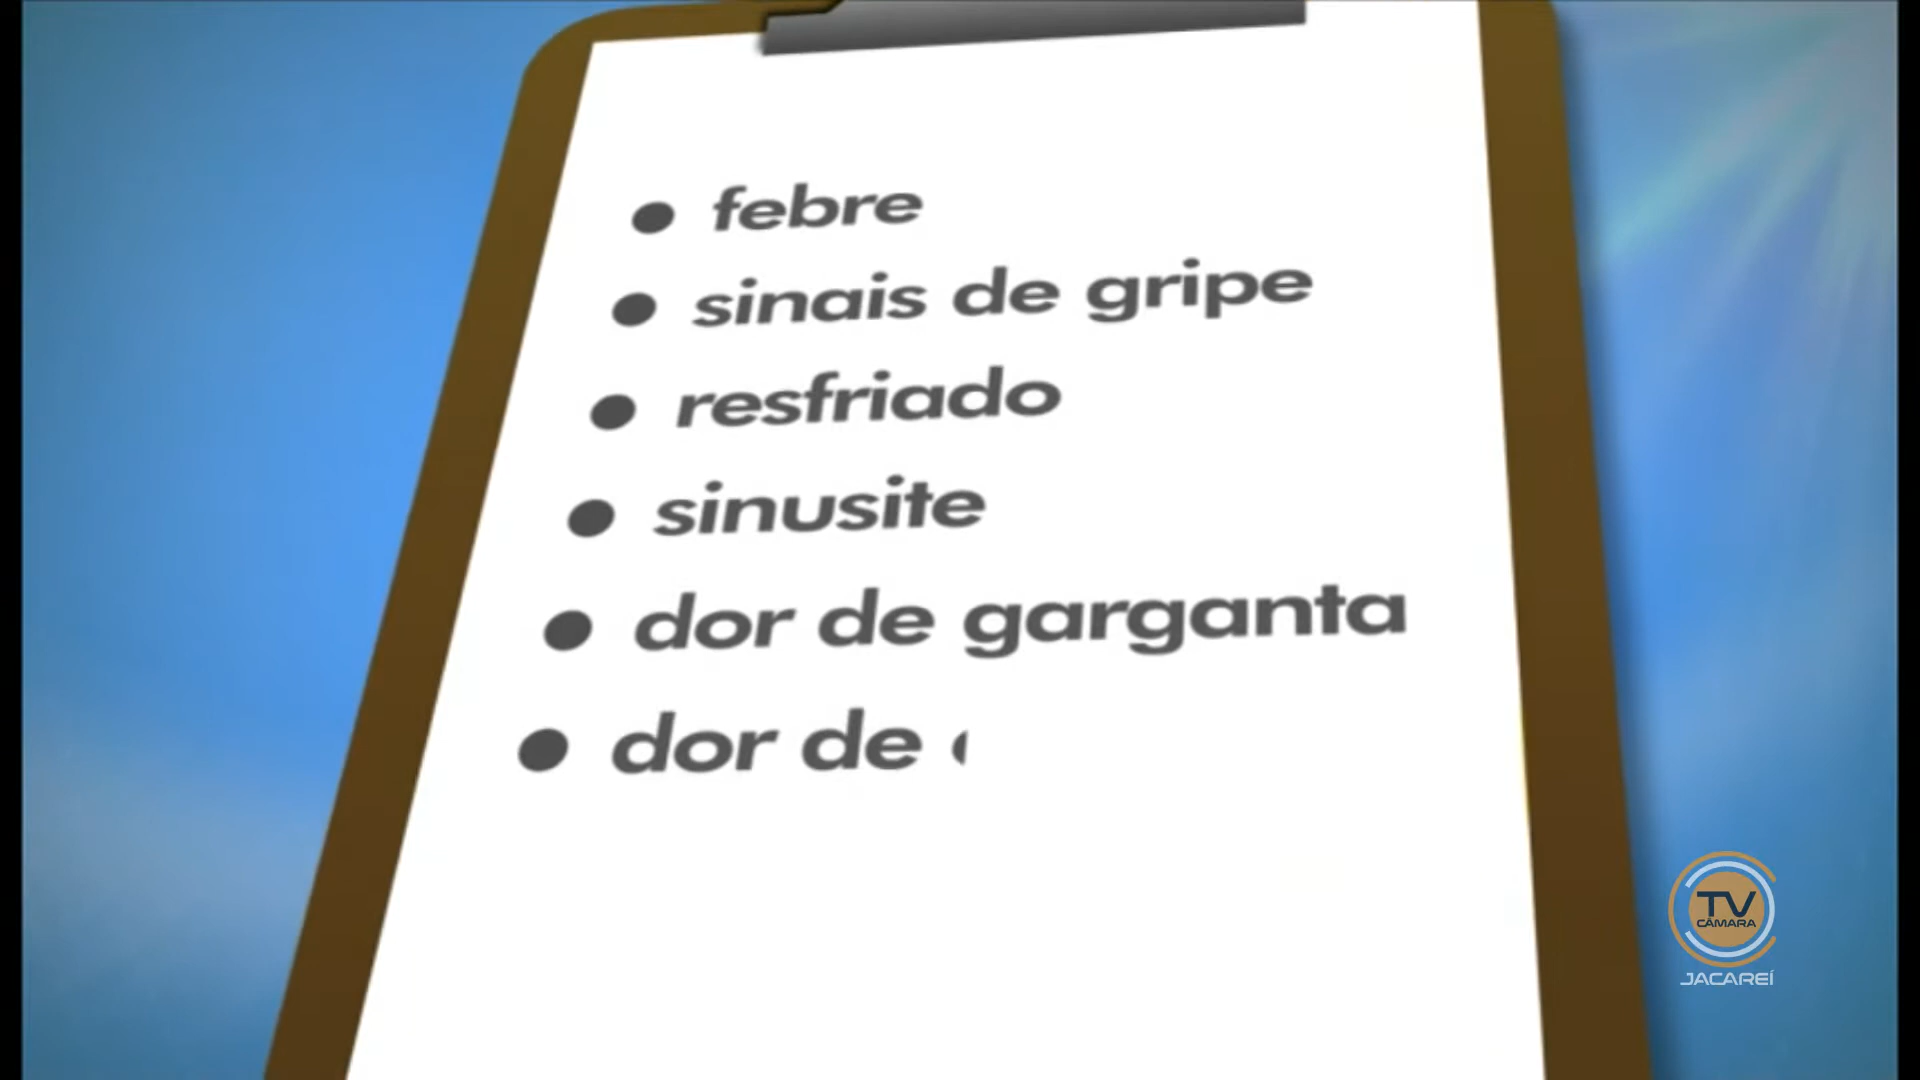 • febre
• sinais de gripe
• resfriado
• sinusite
• dor de garganta
• dor de
TV
CÂMARA
JACAREÍ